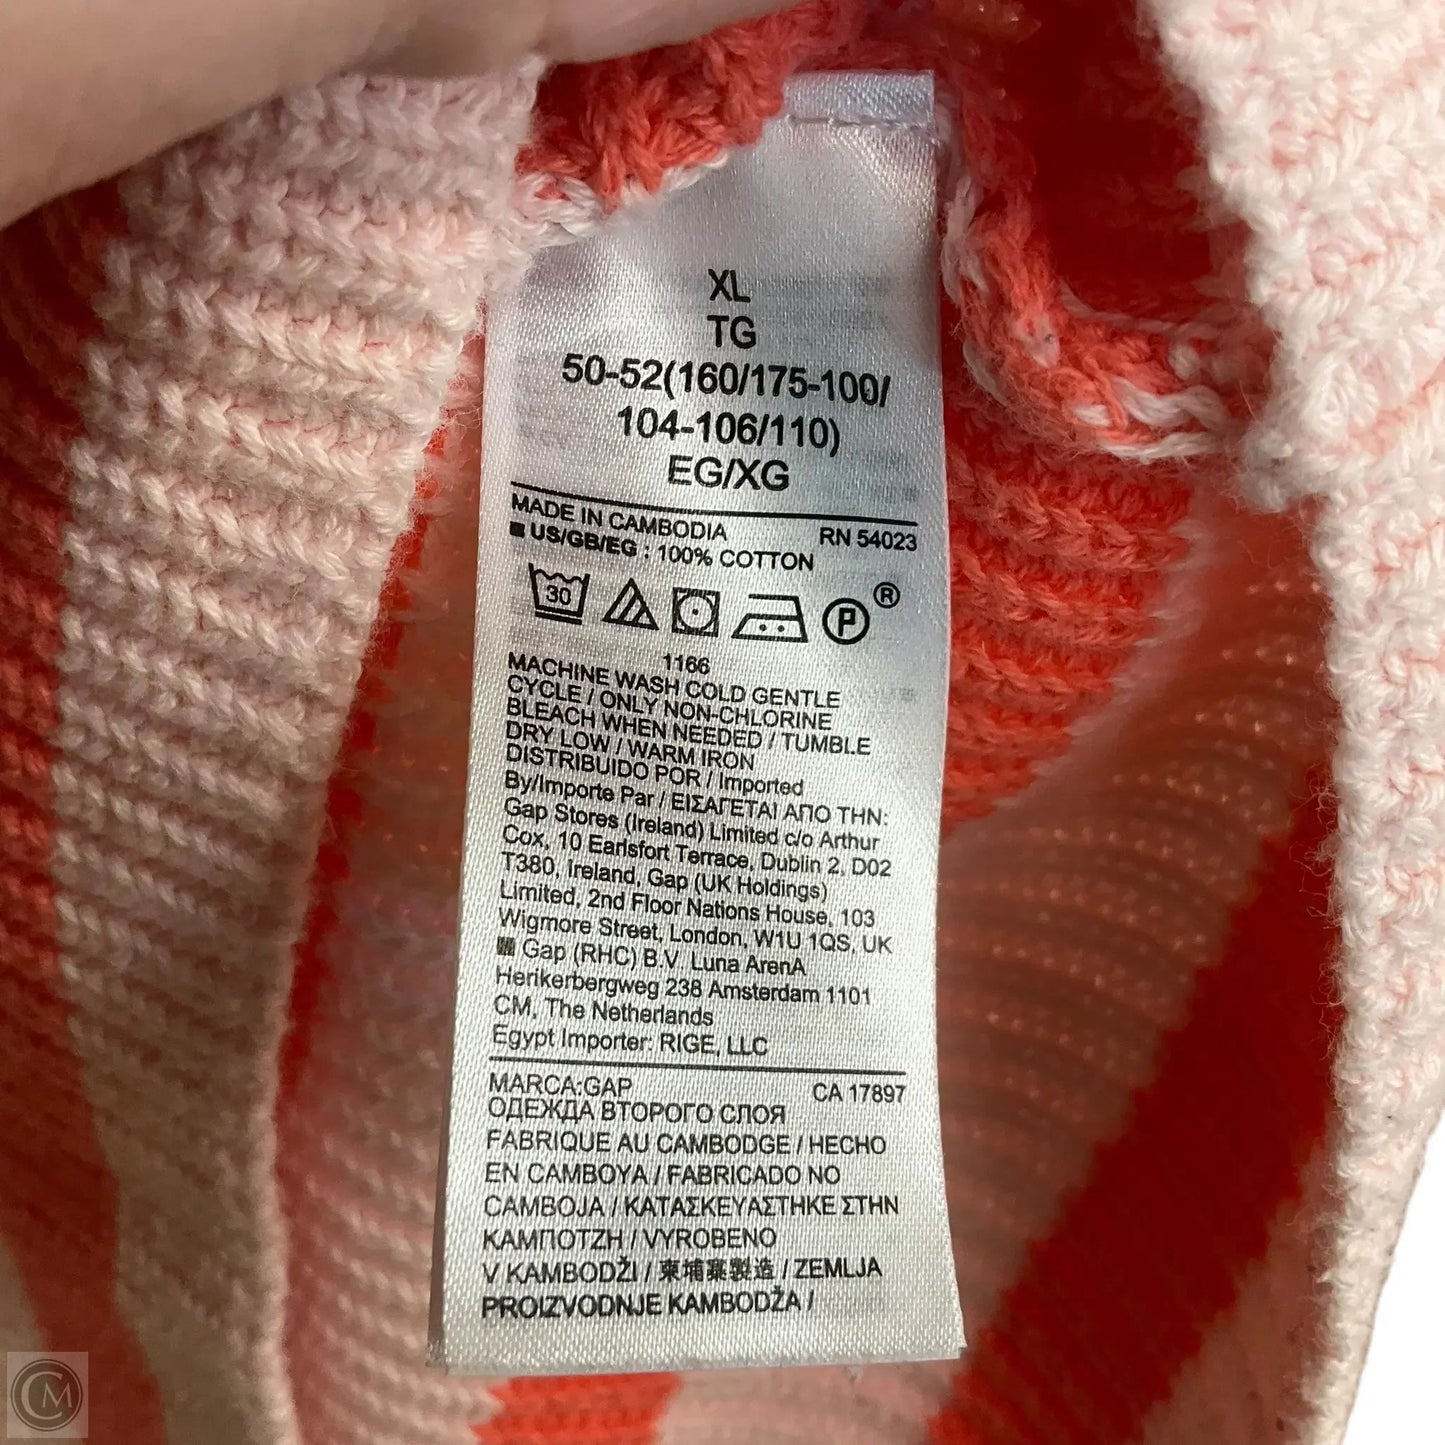 XL
TG
50-52(160/175-100/
104-106/110)
EG/XG
MADE IN CAMBODIA RN 54023
US/GB/EG : 100% COTTON
30 P ®
1166
MACHINE WASH COLD GENTLE
CYCLE / ONLY NON-CHLORINE
BLEACH WHEN NEEDED / TUMBLE
DRY LOW / WARM IRON
DISTRIBUIDO POR / Imported
By/Importe Par / ΕΙΣΑΓΕΤΑΙ ΑΠΟ ΤΗΝ:
Gap Stores (Ireland) Limited c/o Arthur
Cox, 10 Earlsfort Terrace, Dublin 2, D02
T380, Ireland, Gap (UK Holdings)
Limited, 2nd Floor Nations House, 103
Wigmore Street, London, W1U 1QS, UK
Gap (RHC) B.V. Luna ArenA
Herikerbergweg 238 Amsterdam 1101
CM, The Netherlands
Egypt Importer: RIGE, LLC
MARCA:GAP CA 17897
ОДЕЖДА ВТОРОГО СЛОЯ
FABRIQUE AU CAMBODGE / HECHO
EN CAMBOYA / FABRICADO NO
CAMBOJA / ΚΑΤΑΣΚΕΥΑΣΤΗΚΕ ΣΤΗΝ
ΚΑΜΠΟΤΖΗ / VYROBENO
V KAMBODŽI / 柬埔寨製造 / ZEMLJA
PROIZVODNJE KAMBODŽA /
CM